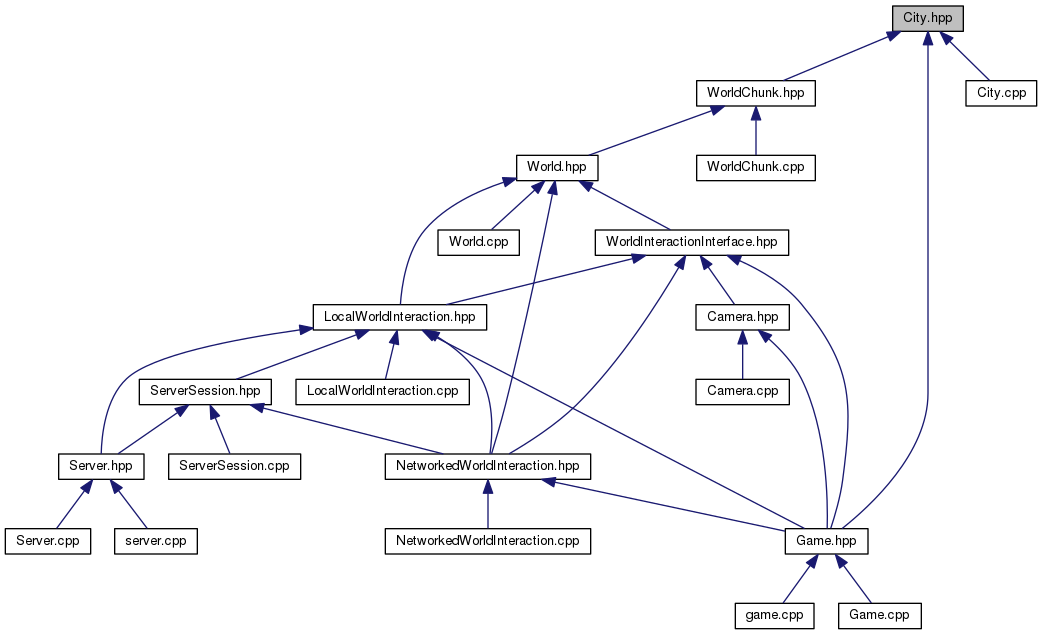 City.hpp
WorldChunk.hpp
City.cpp
World.hpp
WorldChunk.cpp
World.cpp
WorldInteractionInterface.hpp
LocalWorldInteraction.hpp
Camera.hpp
ServerSession.hpp
LocalWorldInteraction.cpp
Camera.cpp
Server.hpp
ServerSession.cpp
NetworkedWorldInteraction.hpp
Server.cpp
server.cpp
NetworkedWorldInteraction.cpp
Game.hpp
game.cpp
Game.cpp